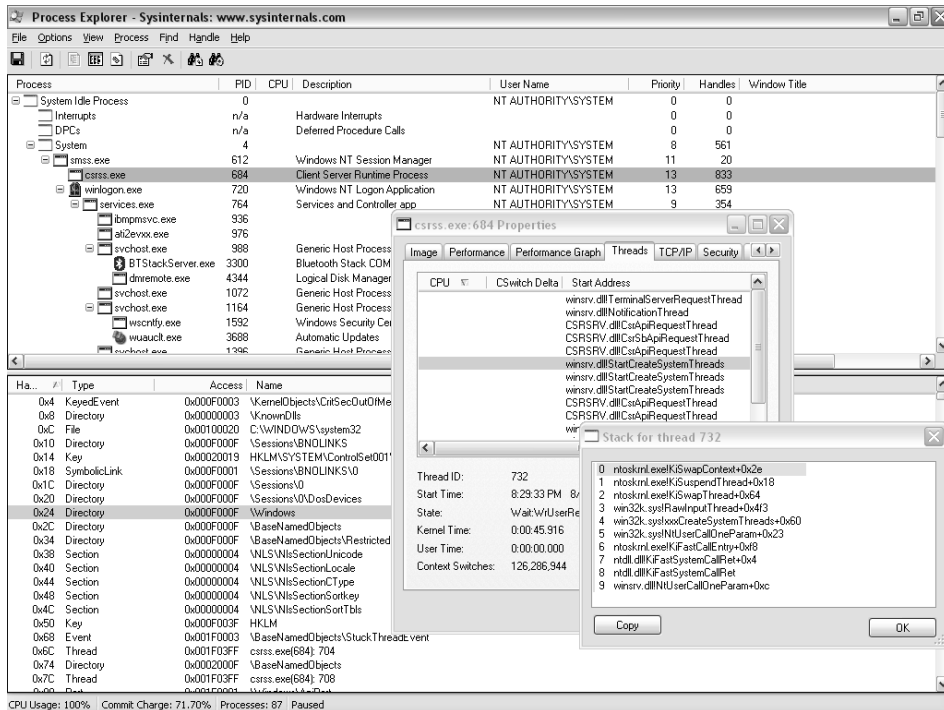 Process Explorer - Sysinternals: www.sysinternals.com
File Options View Process Find Handle Help
Process PID CPU Description User Name Priority Handles Window Title
System Idle Process 0 NT AUTHORITY\SYSTEM 0 0
Interrupts n/a Hardware Interrupts 0 0
DPCs n/a Deferred Procedure Calls 0 0
System 4 NT AUTHORITY\SYSTEM 8 561
smss.exe 612 Windows NT Session Manager NT AUTHORITY\SYSTEM 11 20
csrss.exe 684 Client Server Runtime Process NT AUTHORITY\SYSTEM 13 833
winlogon.exe 720 Windows NT Logon Application NT AUTHORITY\SYSTEM 13 659
services.exe 764 Services and Controller app NT AUTHORITY\SYSTEM 9 354
ibmpmsvc.exe 936
ati2evxx.exe 976
svchost.exe 988 Generic Host Process
BTStackServer.exe 3300 Bluetooth Stack COM
dmremote.exe 4344 Logical Disk Manager
svchost.exe 1072 Generic Host Process
svchost.exe 1164 Generic Host Process
wscntfy.exe 1592 Windows Security Cen
wuauclt.exe 3688 Automatic Updates
svchost.exe 1396 Generic Host Process
csrss.exe:684 Properties
Image Performance Performance Graph Threads TCP/IP Security
CPU CSwitch Delta Start Address
winsrv.dll!TerminalServerRequestThread
winsrv.dll!NotificationThread
CSRSRV.dll!CsrApiRequestThread
CSRSRV.dll!CsrSbApiRequestThread
CSRSRV.dll!CsrApiRequestThread
winsrv.dll!StartCreateSystemThreads
winsrv.dll!StartCreateSystemThreads
winsrv.dll!StartCreateSystemThreads
CSRSRV.dll!CsrApiRequestThread
CSRSRV.dll!CsrApiRequestThread
Thread ID: 732
Start Time: 8:29:33 PM 8/
State: Wait:WrUserRe
Kernel Time: 0:00:45.916
User Time: 0:00:00.000
Context Switches: 126,286,944
Stack for thread 732
0 ntoskrnl.exe!KiSwapContext+0x2e
1 ntoskrnl.exe!KiSuspendThread+0x18
2 ntoskrnl.exe!KiSwapThread+0x64
3 win32k.sys!RawInputThread+0x4f3
4 win32k.sys!xxxCreateSystemThreads+0x60
5 win32k.sys!NtUserCallOneParam+0x23
6 ntoskrnl.exe!KiFastCallEntry+0xf8
7 ntdll.dll!KiFastSystemCallRet+0x4
8 ntdll.dll!KiFastSystemCallRet
9 winsrv.dll!NtUserCallOneParam+0xc
Copy OK
Ha... Type Access Name
0x4 KeyedEvent 0x000F0003 \KernelObjects\CritSecOutOfMe
0x8 Directory 0x00000003 \KnownDlls
0xC File 0x00100020 C:\WINDOWS\system32
0x10 Directory 0x000F000F \Sessions\BNOLINKS
0x14 Key 0x00020019 HKLM\SYSTEM\ControlSet001\
0x18 SymbolicLink 0x000F0001 \Sessions\BNOLINKS\0
0x1C Directory 0x000F000F \Sessions\0
0x20 Directory 0x000F000F \Sessions\0\DosDevices
0x24 Directory 0x000F000F \Windows
0x2C Directory 0x000F000F \BaseNamedObjects
0x34 Directory 0x000F000F \BaseNamedObjects\Restricted
0x38 Section 0x00000004 \NLS\NlsSectionUnicode
0x40 Section 0x00000004 \NLS\NlsSectionLocale
0x44 Section 0x00000004 \NLS\NlsSectionCType
0x48 Section 0x00000004 \NLS\NlsSectionSortkey
0x4C Section 0x00000004 \NLS\NlsSectionSortTbls
0x50 Key 0x000F003F HKLM
0x68 Event 0x001F0003 \BaseNamedObjects\StuckThreadEvent
0x6C Thread 0x001F03FF csrss.exe(684): 704
0x74 Directory 0x0002000F \BaseNamedObjects
0x7C Thread 0x001F03FF csrss.exe(684): 708
CPU Usage: 100% Commit Charge: 71.70% Processes: 87 Paused